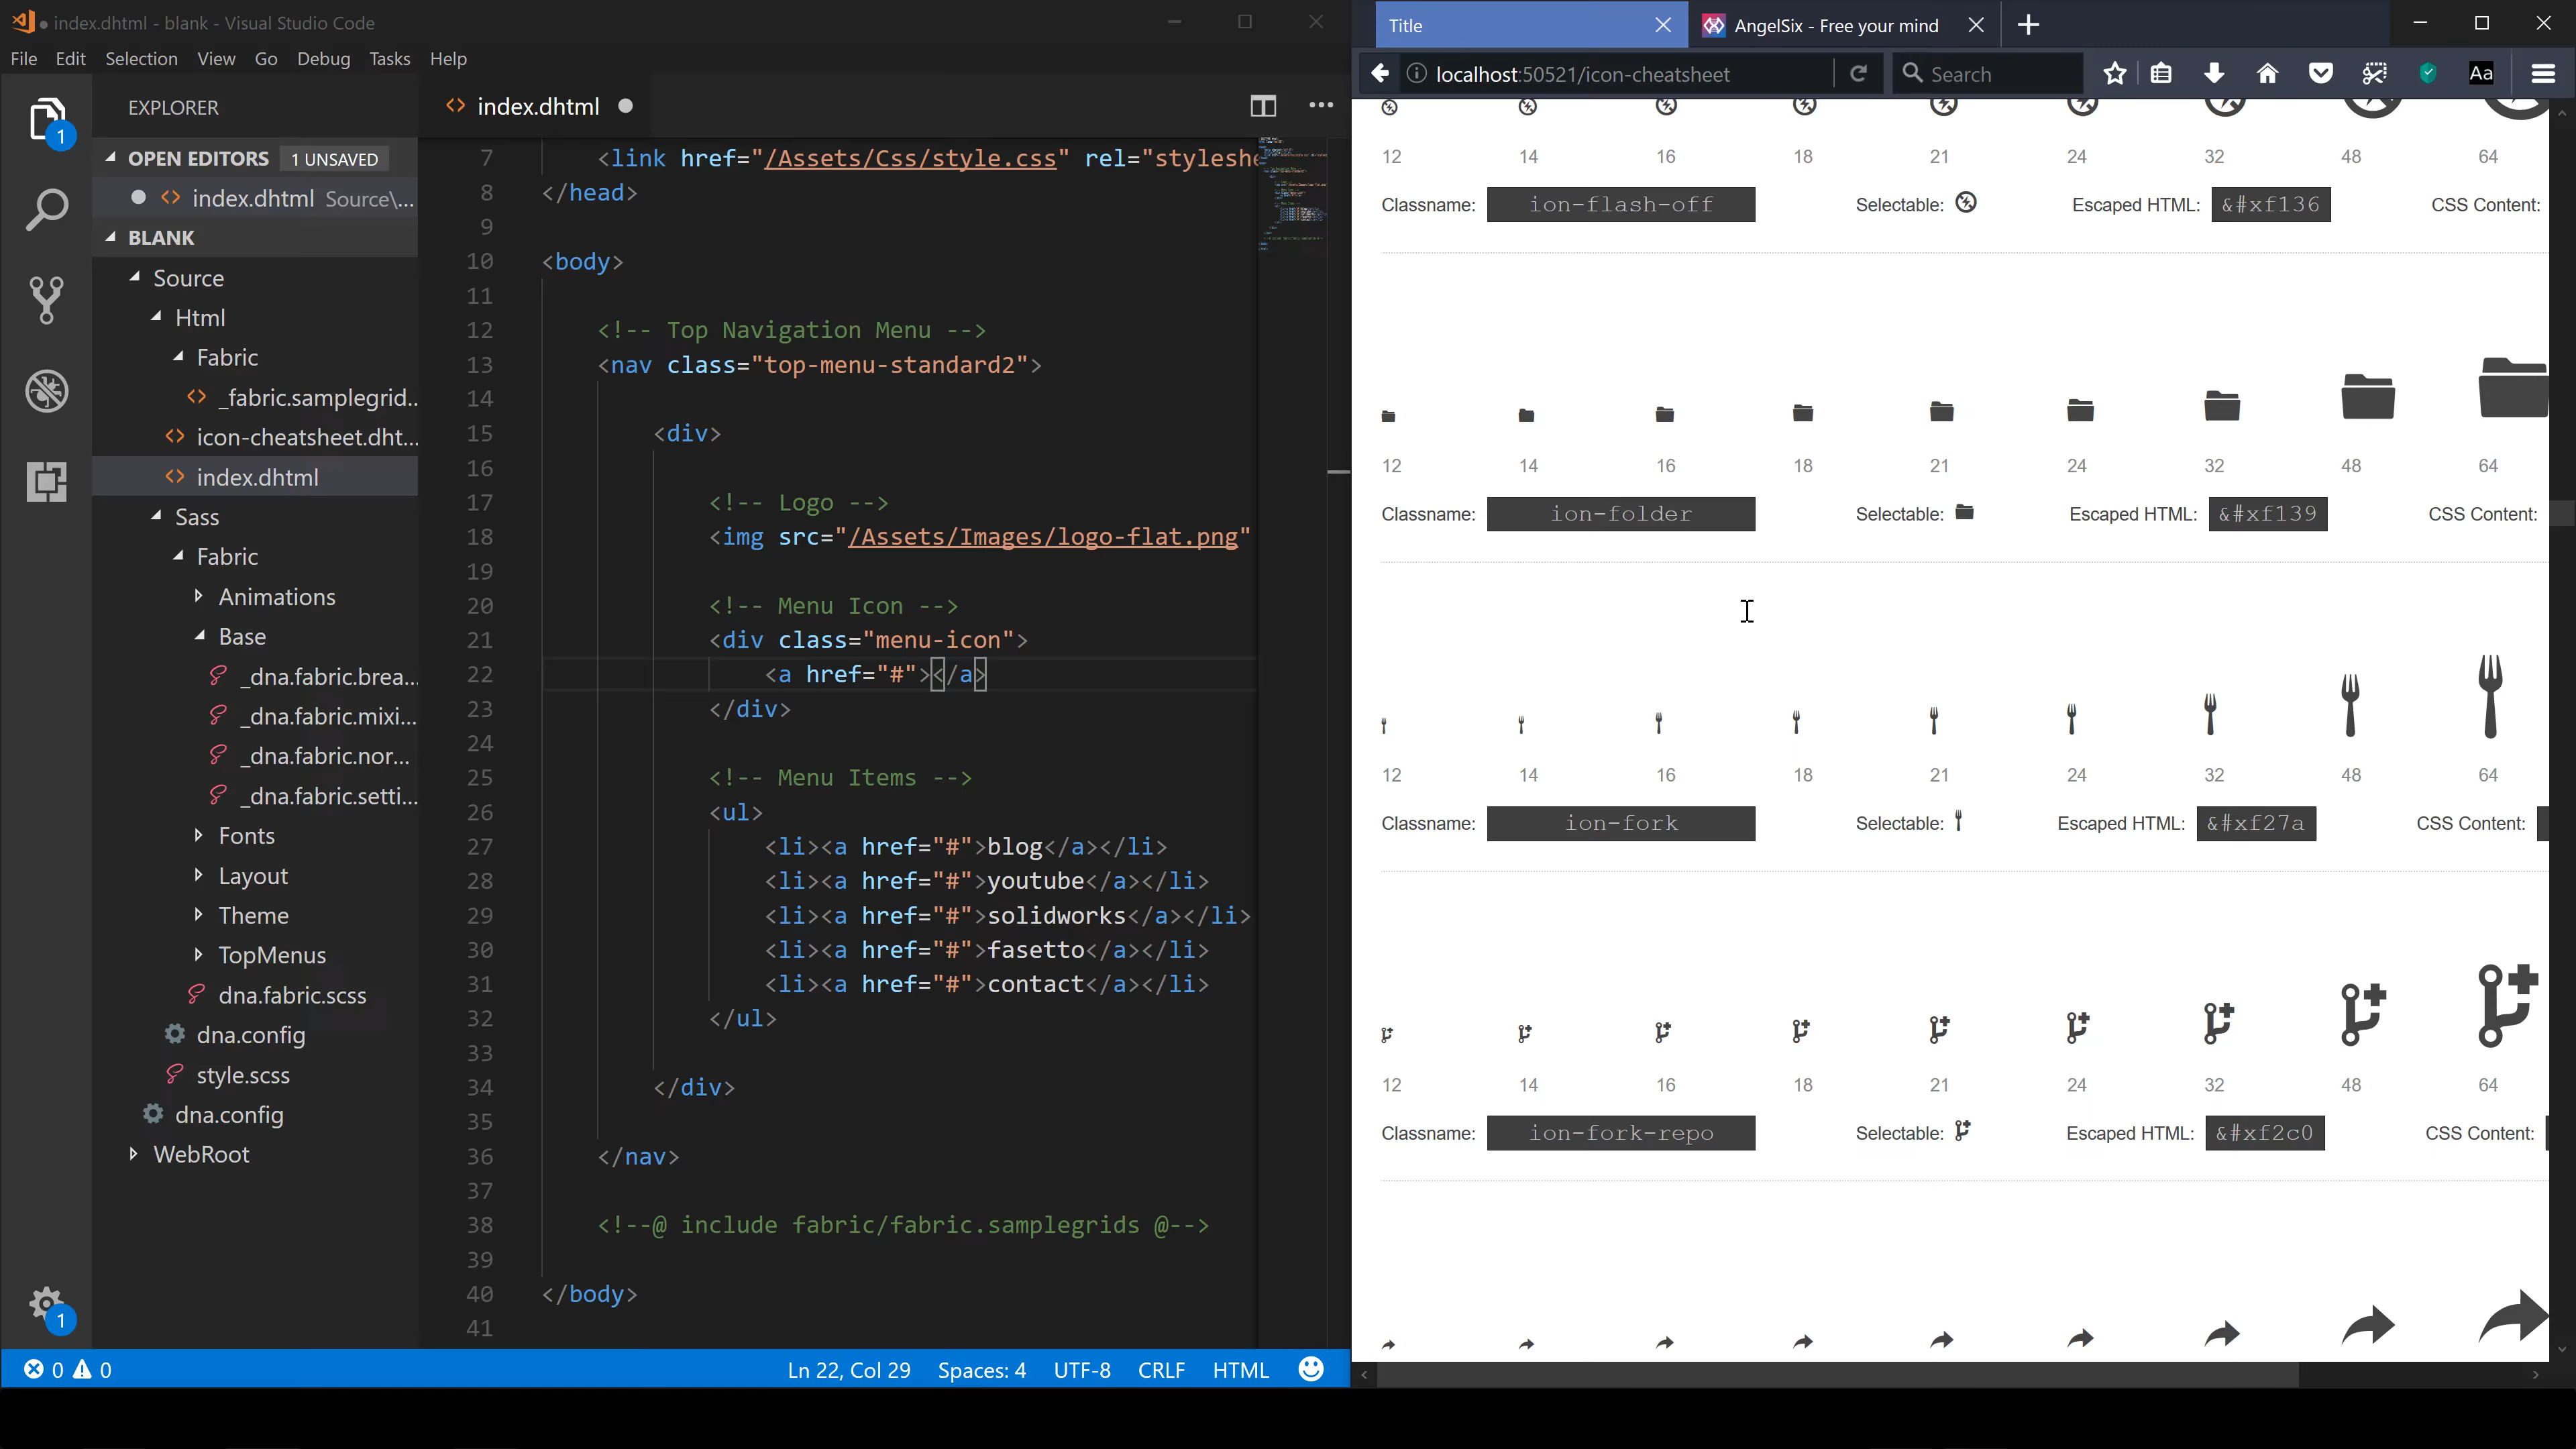 index.dhtml - blank - Visual Studio Code
File Edit Selection View Go Debug Tasks Help
EXPLORER
OPEN EDITORS 1 UNSAVED
index.dhtml Source\...
BLANK
Source
Html
Fabric
_fabric.samplegrid...
icon-cheatsheet.dht...
index.dhtml
Sass
Fabric
Animations
Base
_dna.fabric.brea...
_dna.fabric.mixi...
_dna.fabric.nor...
_dna.fabric.setti...
Fonts
Layout
Theme
TopMenus
dna.fabric.scss
dna.config
style.scss
dna.config
WebRoot
1
1
index.dhtml
7 <link href="/Assets/Css/style.css" rel="styleshe
8 </head>
9
10 <body>
11
12 <!-- Top Navigation Menu -->
13 <nav class="top-menu-standard2">
14
15 <div>
16
17 <!-- Logo -->
18 <img src="/Assets/Images/logo-flat.png"
19
20 <!-- Menu Icon -->
21 <div class="menu-icon">
22 <a href="#"></a>
23 </div>
24
25 <!-- Menu Items -->
26 <ul>
27 <li><a href="#">blog</a></li>
28 <li><a href="#">youtube</a></li>
29 <li><a href="#">solidworks</a></li>
30 <li><a href="#">fasetto</a></li>
31 <li><a href="#">contact</a></li>
32 </ul>
33
34 </div>
35
36 </nav>
37
38 <!--@ include fabric/fabric.samplegrids @-->
39
40 </body>
41
0 0 Ln 22, Col 29 Spaces: 4 UTF-8 CRLF HTML
Title AngelSix - Free your mind
localhost:50521/icon-cheatsheet Search Aa
12 14 16 18 21 24 32 48 64
Classname: ion-flash-off Selectable: Escaped HTML: &#xf136 CSS Content:
12 14 16 18 21 24 32 48 64
Classname: ion-folder Selectable: Escaped HTML: &#xf139 CSS Content:
12 14 16 18 21 24 32 48 64
Classname: ion-fork Selectable: Escaped HTML: &#xf27a CSS Content:
12 14 16 18 21 24 32 48 64
Classname: ion-fork-repo Selectable: Escaped HTML: &#xf2c0 CSS Content: